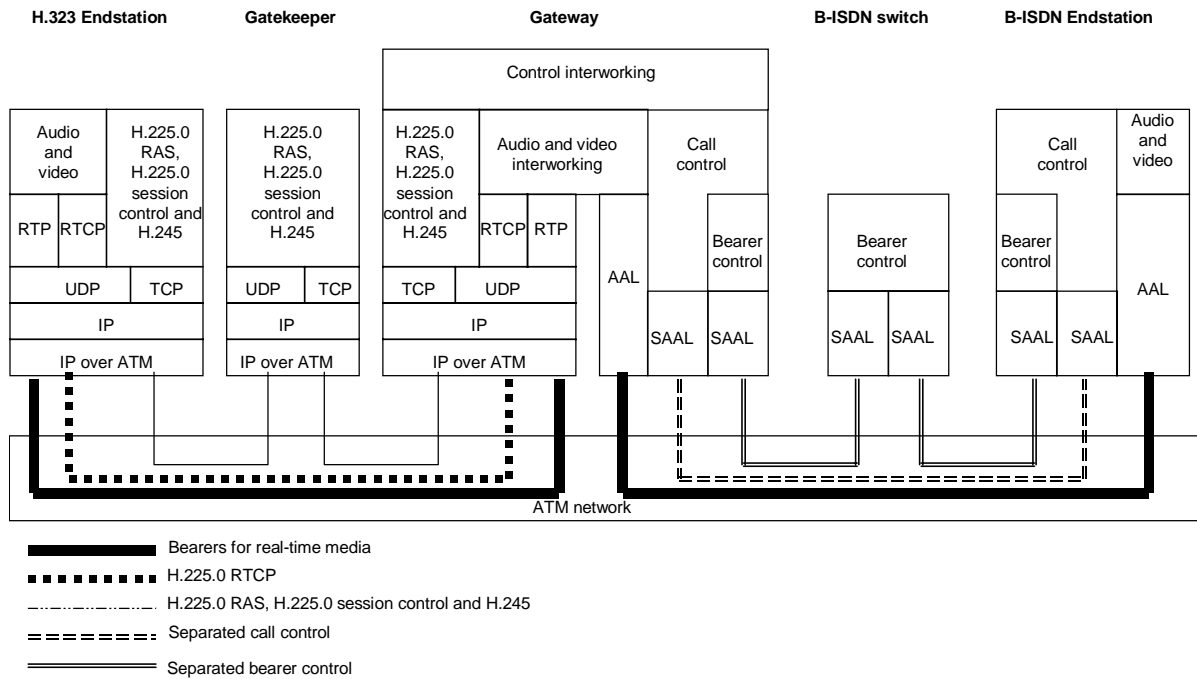 H.323 Endstation
Gatekeeper
Gateway
B-ISDN switch
B-ISDN Endstation
Control interworking
Audio
and
video
H.225.0
RAS,
H.225.0
session
control and
H.245
RTP
RTCP
UDP
TCP
IP
IP over ATM
H.225.0
RAS,
H.225.0
session
control and
H.245
UDP
TCP
IP
IP over ATM
H.225.0
RAS,
H.225.0
session
control and
H.245
Audio and video
interworking
RTCP
RTP
TCP
UDP
IP
IP over ATM
AAL
Call
control
Bearer
control
SAAL
SAAL
Bearer
control
SAAL
SAAL
Call
control
Bearer
control
SAAL
SAAL
Audio
and
video
AAL
ATM network
Bearers for real-time media
H.225.0 RTCP
H.225.0 RAS, H.225.0 session control and H.245
Separated call control
Separated bearer control